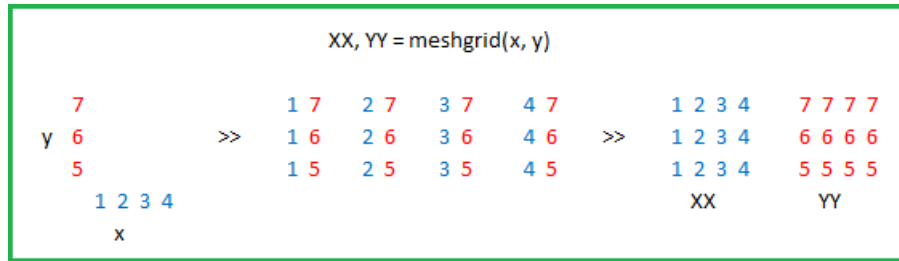 XX, YY = meshgrid(x, y)
7 1 7 2 7 3 7 4 7 1 2 3 4 7 7 7 7
y 6 >> 1 6 2 6 3 6 4 6 >> 1 2 3 4 6 6 6 6
5 1 5 2 5 3 5 4 5 1 2 3 4 5 5 5 5
1 2 3 4 XX YY
x